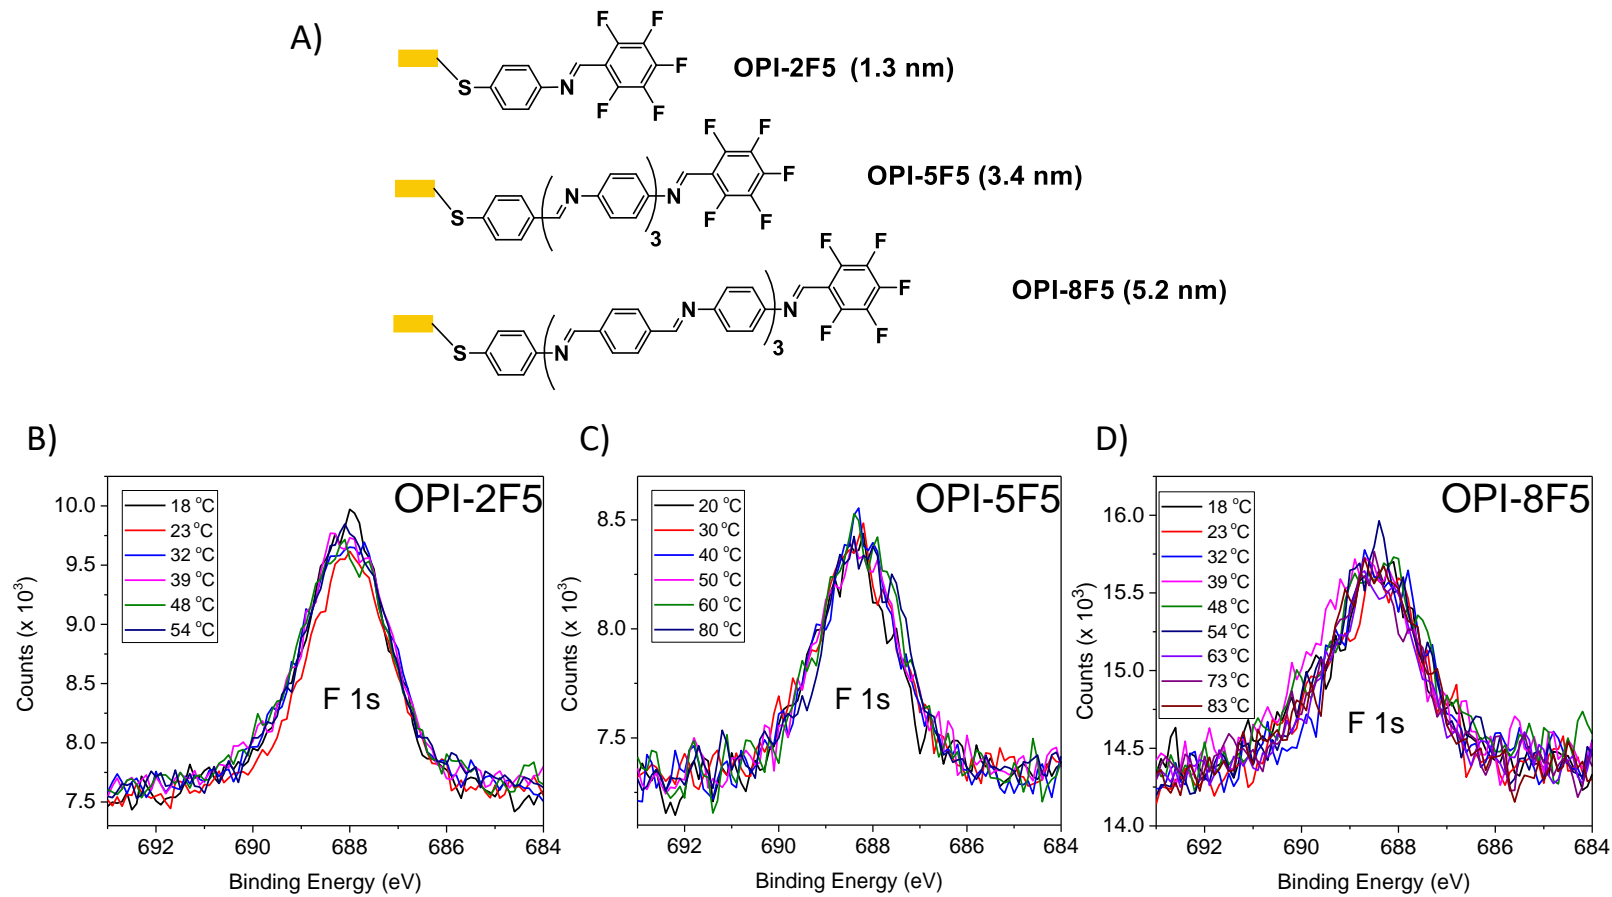 A)
F F
F
S N
F F
OPI-2F5 (1.3 nm)
F F
F
N N
S
F F
3
OPI-5F5 (3.4 nm)
F F
F
N N N
S
F F
3
OPI-8F5 (5.2 nm)
B)
OPI-2F5
18 °C
23 °C
32 °C
39 °C
48 °C
54 °C
F 1s
Counts (x 10³)
10.0
9.5
9.0
8.5
8.0
7.5
692 690 688 686 684
Binding Energy (eV)
C)
OPI-5F5
20 °C
30 °C
40 °C
50 °C
60 °C
80 °C
F 1s
Counts (x 10³)
8.5
8.0
7.5
692 690 688 686 684
Binding Energy (eV)
D)
OPI-8F5
18 °C
23 °C
32 °C
39 °C
48 °C
54 °C
63 °C
73 °C
83 °C
F 1s
Counts (x 10³)
16.0
15.5
15.0
14.5
14.0
692 690 688 686 684
Binding Energy (eV)